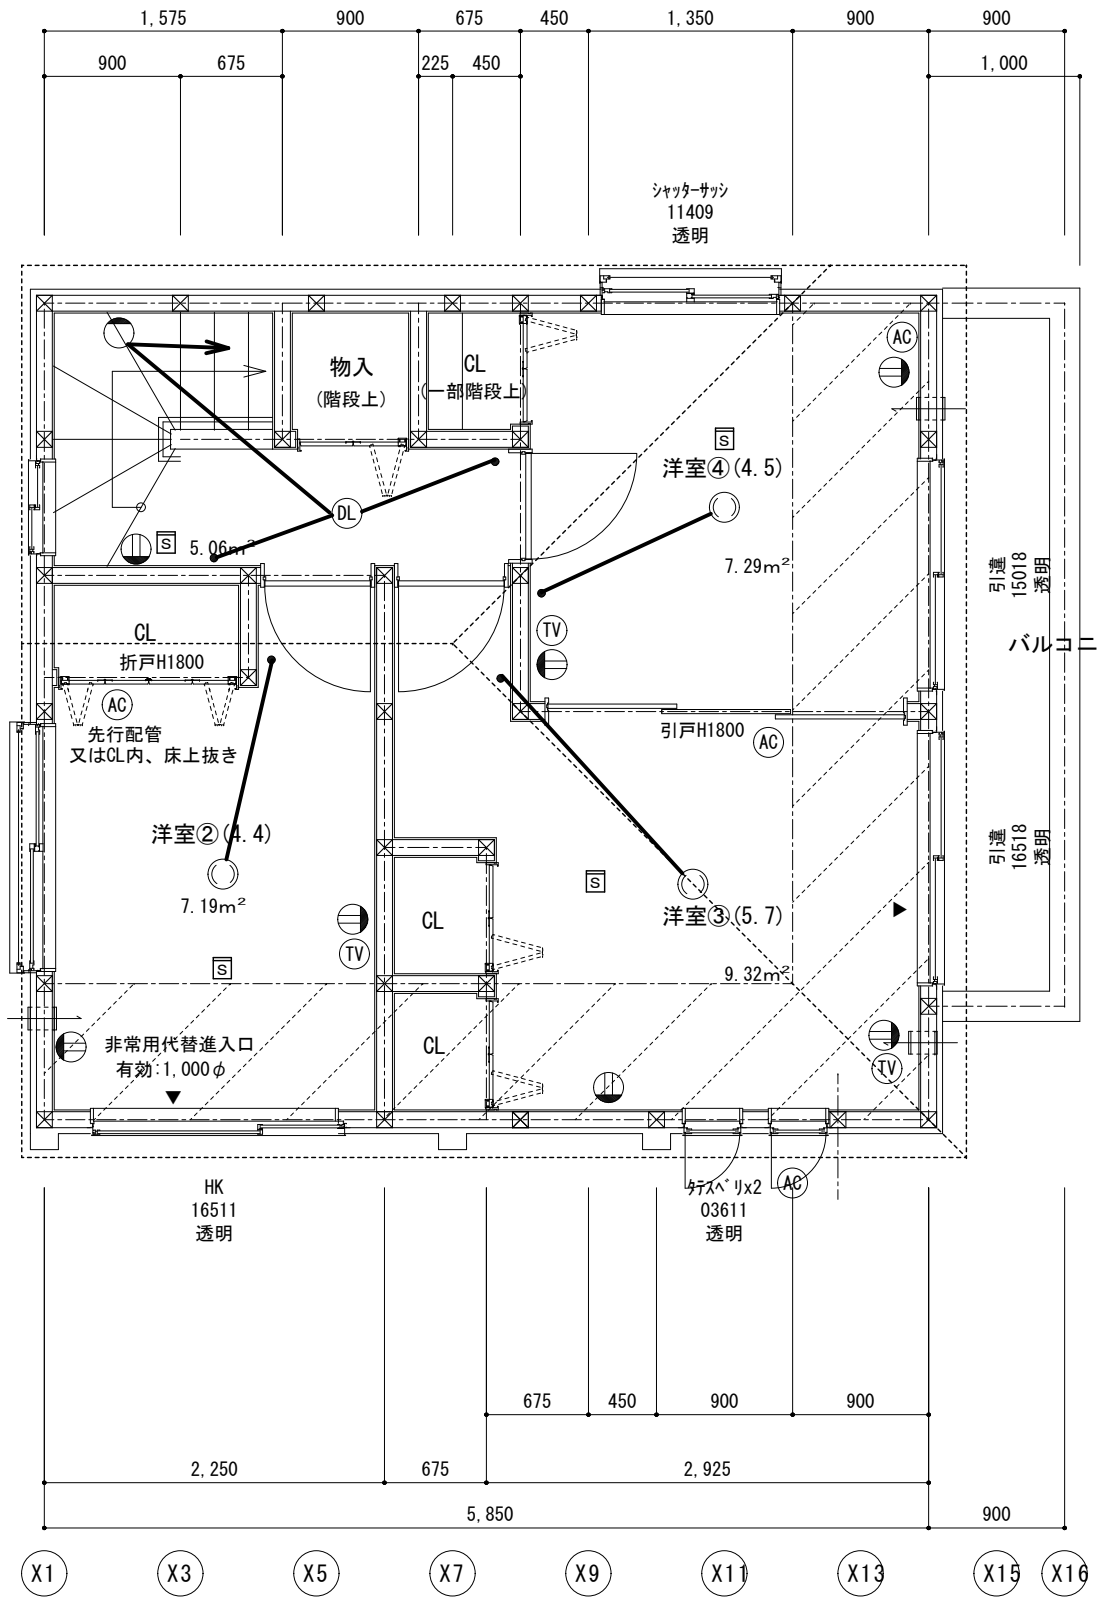 1,575 900 675 450 1,350 900 900
900 675 225 450 1,000
ｼｬｯﾀｰｻｯｼ
11409
透明
物入
(階段上)
CL
(一部階段上)
AC
S
洋室④(4.5)
DL
S
5.06m²
7.29m²
引違
15018
透明
バルコニ
TV
CL
折戸H1800
AC
先行配管
又はCL内、床上抜き
引戸H1800
AC
洋室②(4.4)
7.19m²
引違
16518
透明
S
洋室③(5.7)
CL
TV
S
9.32m²
CL
非常用代替進入口
有効:1,000φ
TV
AC
HK
16511
透明
ﾀﾃｽﾍﾞﾘx2
03611
透明
675 450 900 900
2,250 675 2,925
5,850 900
X1 X3 X5 X7 X9 X11 X13 X15 X16